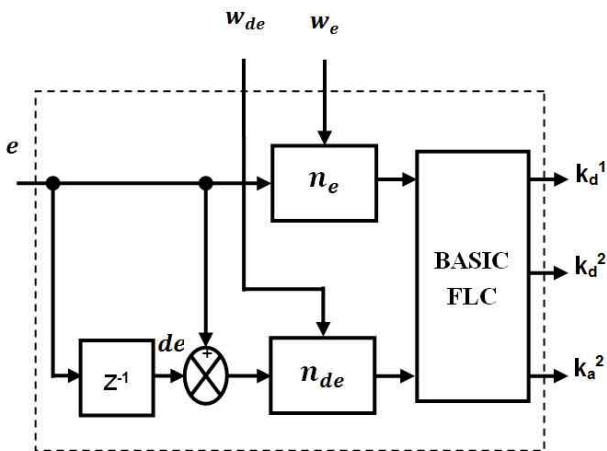 w_de w_e
e
n_e
k_d^1
BASIC
FLC
k_d^2
de
+
Z^-1
n_de
k_a^2